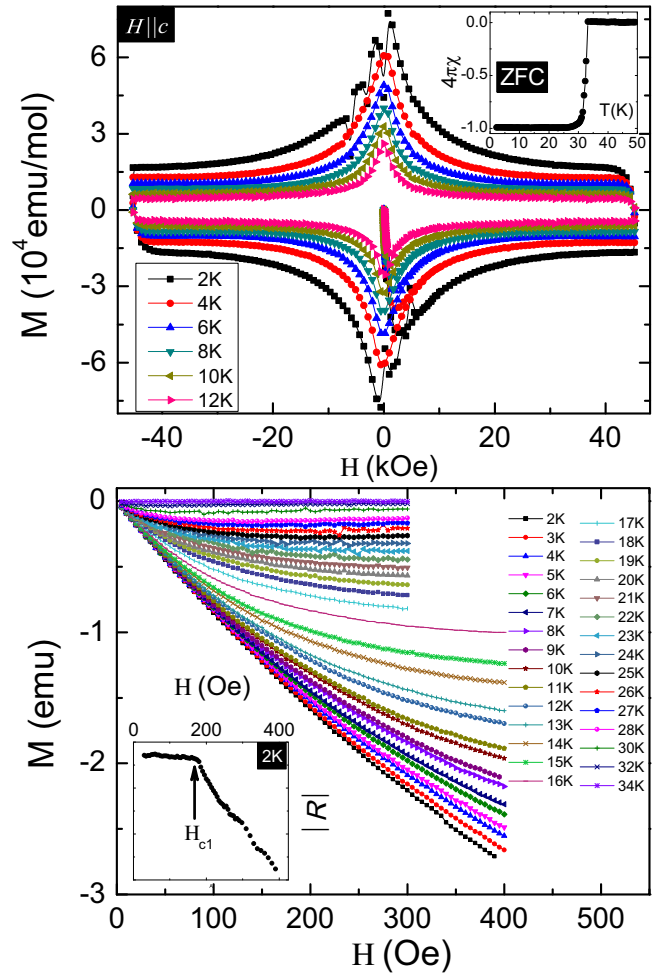 H||c
6
3
0
-3
-6
M (10⁴ emu/mol)
-40 -20 0 20 40
H (kOe)
2K
4K
6K
8K
10K
12K
4πχ
0.0
-0.5
-1.0
ZFC
T(K)
0 10 20 30 40 50
0
-1
-2
-3
M (emu)
0 100 200 300 400 500
H (Oe)
2K
3K
4K
5K
6K
7K
8K
9K
10K
11K
12K
13K
14K
15K
16K
17K
18K
19K
20K
21K
22K
23K
24K
25K
26K
27K
28K
30K
32K
34K
H (Oe)
0 200 400
2K
|R|
Hc1